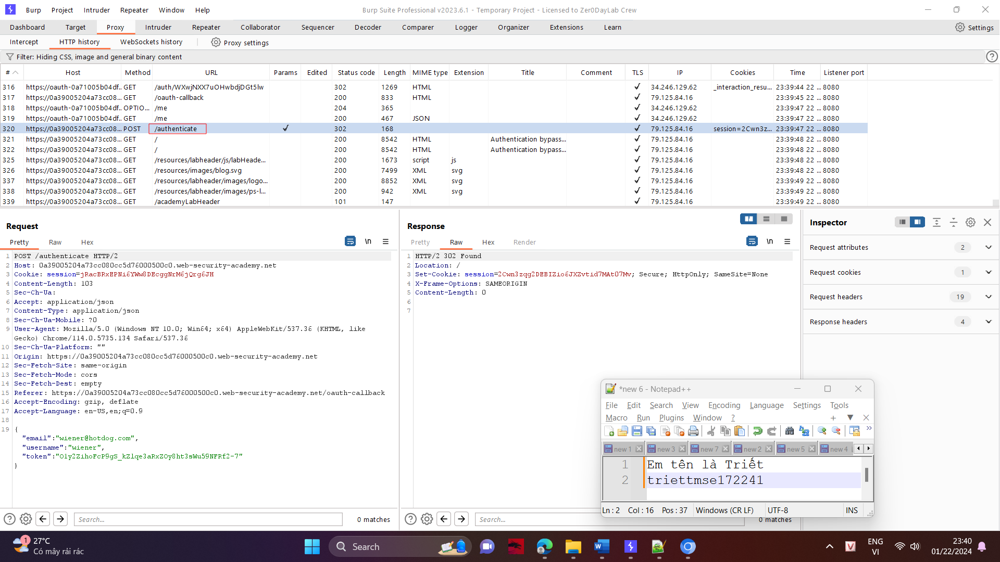 Burp Project Intruder Repeater Window Help
Burp Suite Professional v2023.6.1 - Temporary Project - Licensed to Zer0DayLab Crew
Dashboard Target Proxy Intruder Repeater Collaborator Sequencer Decoder Comparer Logger Organizer Extensions Learn Settings
Intercept HTTP history WebSockets history Proxy settings
Filter: Hiding CSS, image and general binary content
# Host Method URL Params Edited Status code Length MIME type Extension Title Comment TLS IP Cookies Time Listener port
316 https://oauth-0a71005b04df... GET /auth/WXwjNXX7uOHwbdjDGt5lw 302 1269 HTML ✓ 34.246.129.62 _interaction_resu... 23:39:44 22 ... 8080
317 https://0a39005204a73cc08... GET /oauth-callback 200 833 HTML ✓ 79.125.84.16 23:39:45 22 ... 8080
318 https://oauth-0a71005b04df... OPTIO... /me 204 365 ✓ 34.246.129.62 23:39:47 22 ... 8080
319 https://oauth-0a71005b04df... GET /me 200 467 JSON ✓ 34.246.129.62 23:39:47 22 ... 8080
320 https://0a39005204a73cc08... POST /authenticate ✓ 302 168 ✓ 79.125.84.16 session=2Cwn3z... 23:39:47 22 ... 8080
321 https://0a39005204a73cc08... GET / 200 8542 HTML Authentication bypass... ✓ 79.125.84.16 23:39:48 22 ... 8080
322 https://0a39005204a73cc08... GET / 200 8542 HTML Authentication bypass... ✓ 79.125.84.16 23:39:48 22 ... 8080
325 https://0a39005204a73cc08... GET /resources/labheader/js/labHeade... 200 1673 script js ✓ 79.125.84.16 23:39:48 22 ... 8080
326 https://0a39005204a73cc08... GET /resources/images/blog.svg 200 7499 XML svg ✓ 79.125.84.16 23:39:48 22 ... 8080
337 https://0a39005204a73cc08... GET /resources/labheader/images/logo... 200 8852 XML svg ✓ 79.125.84.16 23:39:49 22 ... 8080
338 https://0a39005204a73cc08... GET /resources/labheader/images/ps-l... 200 942 XML svg ✓ 79.125.84.16 23:39:49 22 ... 8080
339 https://0a39005204a73cc08... GET /academyLabHeader 101 147 ✓ 79.125.84.16 23:39:49 22 ... 8080
Request
Pretty Raw Hex \n
1 POST /authenticate HTTP/2
2 Host: 0a39005204a73cc080cc5d76000500c0.web-security-academy.net
3 Cookie: session=jRacBRxEPNi6YWw8DEcggNrM6jQrg6JH
4 Content-Length: 103
5 Sec-Ch-Ua:
6 Accept: application/json
7 Content-Type: application/json
8 Sec-Ch-Ua-Mobile: ?0
9 User-Agent: Mozilla/5.0 (Windows NT 10.0; Win64; x64) AppleWebKit/537.36 (KHTML, like
Gecko) Chrome/114.0.5735.134 Safari/537.36
10 Sec-Ch-Ua-Platform: ""
11 Origin: https://0a39005204a73cc080cc5d76000500c0.web-security-academy.net
12 Sec-Fetch-Site: same-origin
13 Sec-Fetch-Mode: cors
14 Sec-Fetch-Dest: empty
15 Referer: https://0a39005204a73cc080cc5d76000500c0.web-security-academy.net/oauth-callback
16 Accept-Encoding: gzip, deflate
17 Accept-Language: en-US,en;q=0.9
18
19 {
"email":"wiener@hotdog.com",
"username":"wiener",
"token":"O1y2ZihoFcP9gS_kZlqe3aRxZOy8ht3sWu59NFRf2-7"
}
Search... 0 matches
Response
Pretty Raw Hex Render \n
1 HTTP/2 302 Found
2 Location: /
3 Set-Cookie: session=2Cwn3zqg2DEBIZio6JXZvtid7MAt07Mv; Secure; HttpOnly; SameSite=None
4 X-Frame-Options: SAMEORIGIN
5 Content-Length: 0
6
7
Search... 0 matches
Inspector
Request attributes 2
Request cookies 1
Request headers 19
Response headers 4
*new 6 - Notepad++
File Edit Search View Encoding Language Settings Tools
Macro Run Plugins Window ?
new 1 new 3 new 7 new 2 new 5 new 4
1 Em tên là Triết
2 triettmse172241
Ln : 2 Col : 16 Pos : 37 Windows (CR LF) UTF-8 INS
1 27°C
Có mây rải rác
Search
ENG
VI
23:40
01/22/2024